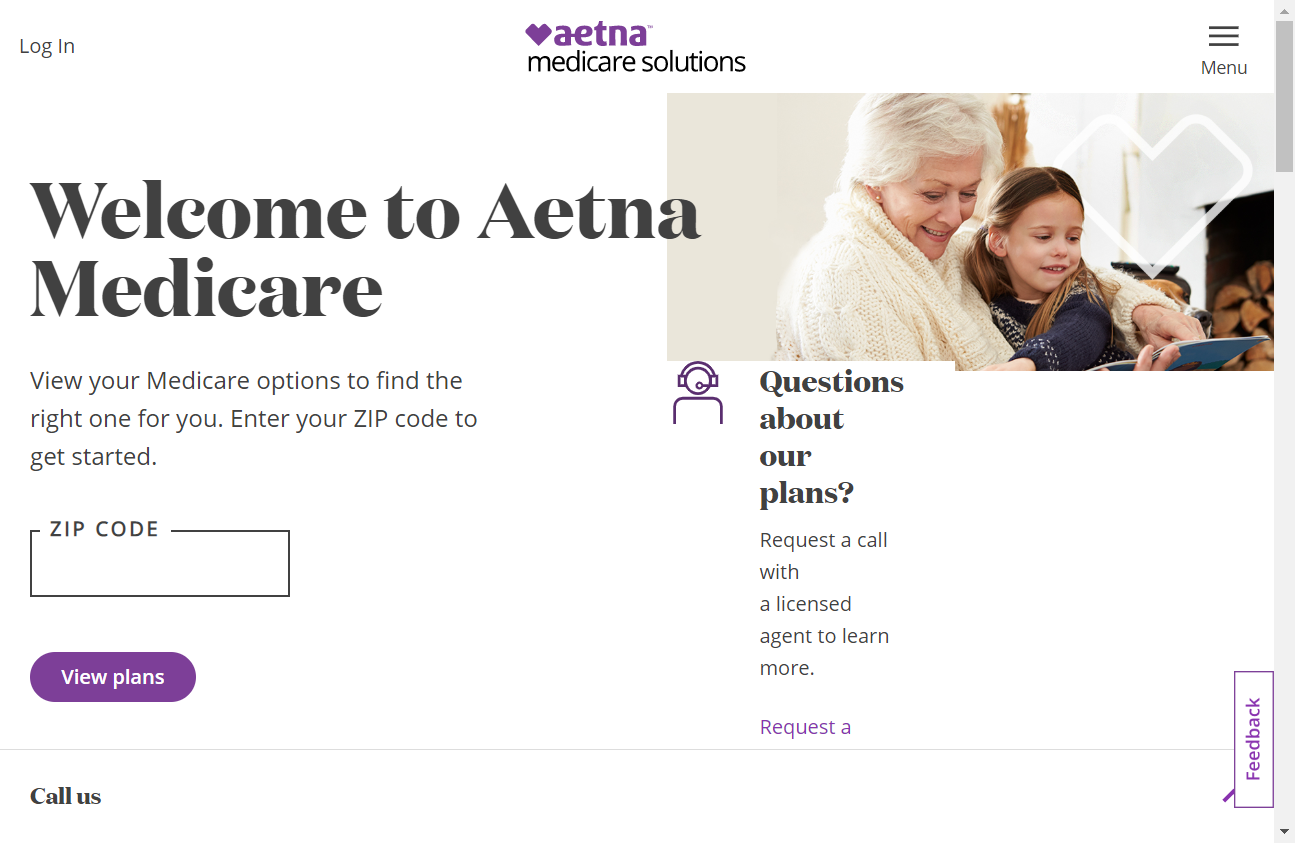 Log In
aetna™
medicare solutions
Menu
Welcome to Aetna
Medicare
View your Medicare options to find the
right one for you. Enter your ZIP code to
get started.
ZIP CODE
View plans
Questions
about
our
plans?
Request a call
with
a licensed
agent to learn
more.
Request a
Feedback
Call us